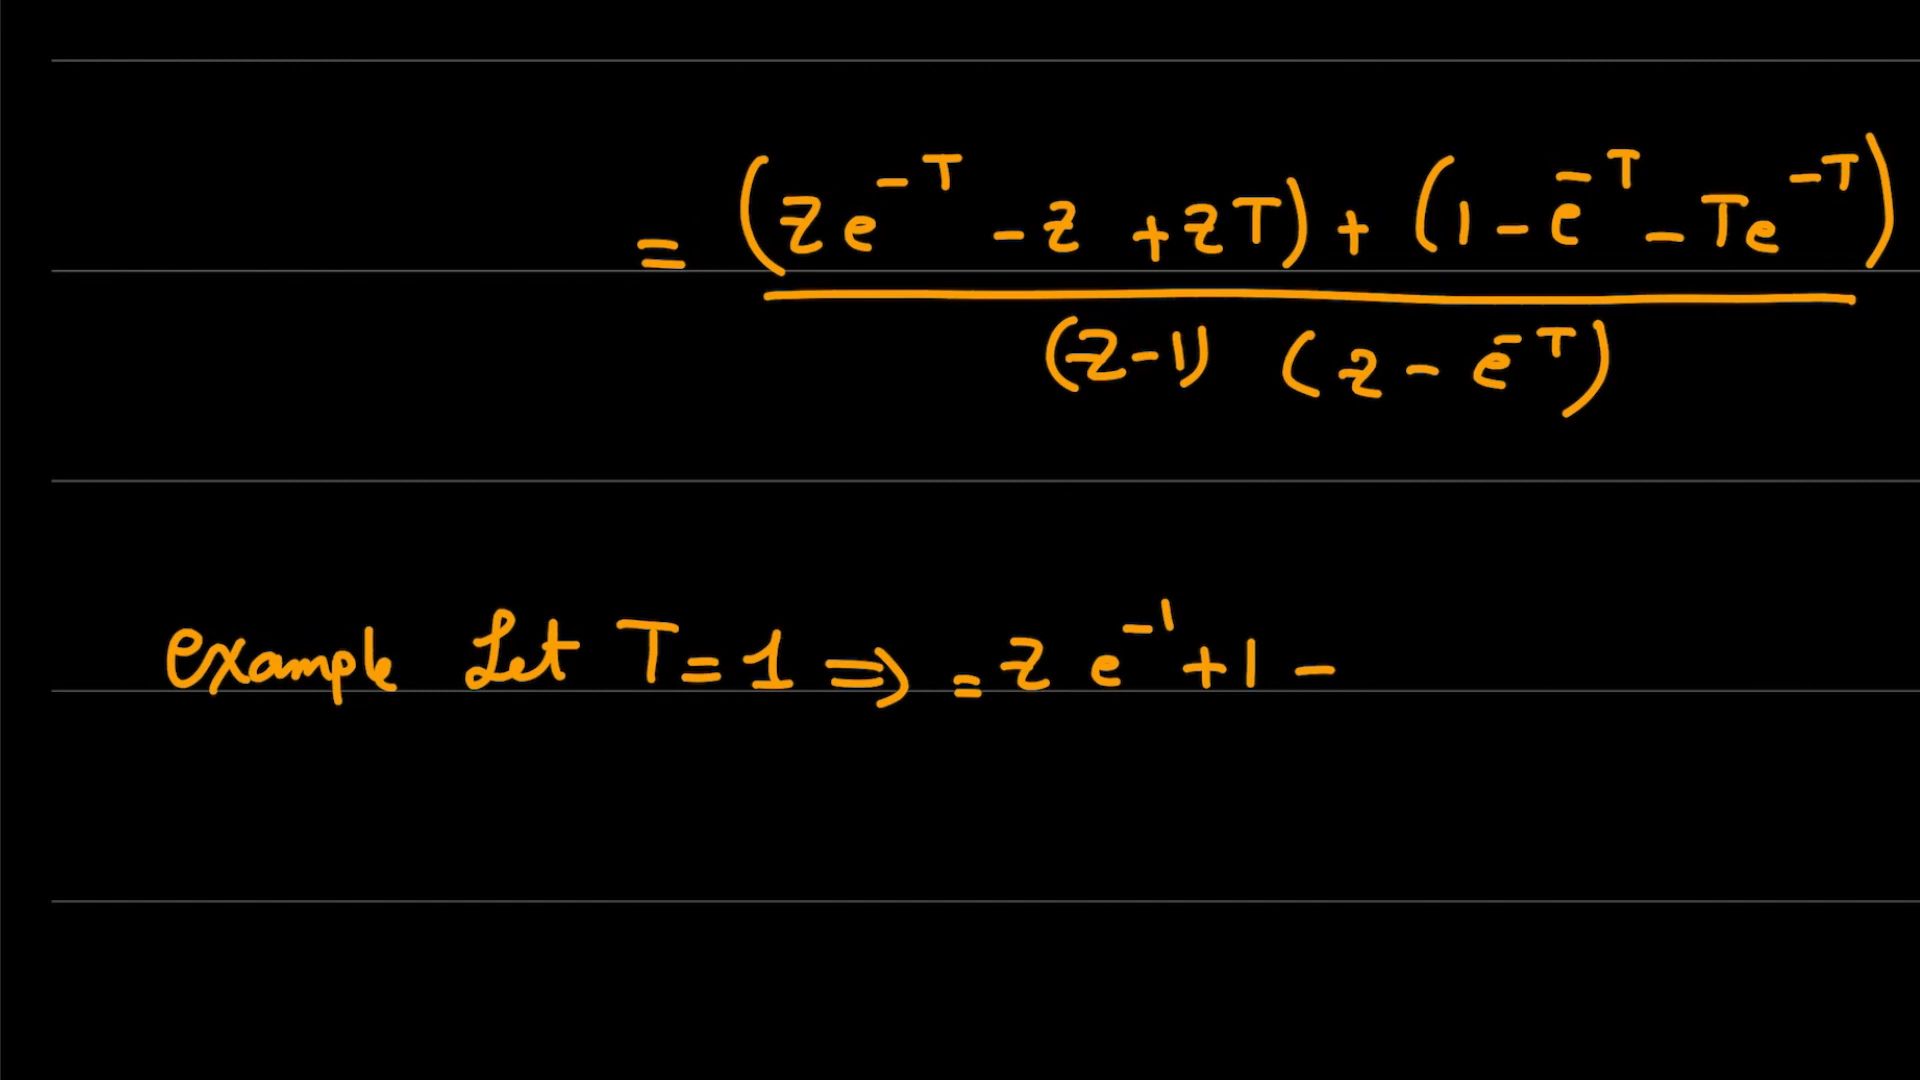 = (ze^-T - z + zT) + (1 - e^-T - Te^-T)
(z-1) (z - e^-T)
example Let T = 1 ⇒ = z e^-1 + 1 -